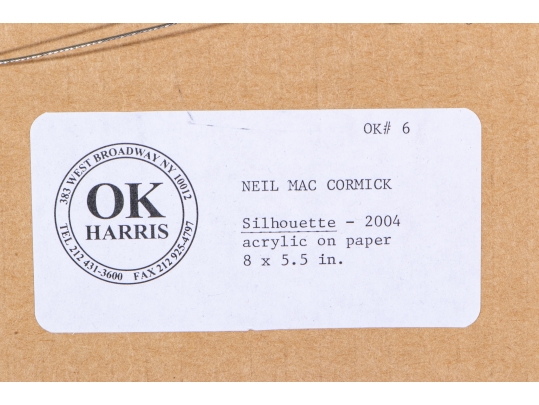 OK# 6
383 WEST BROADWAY NY 10012
OK
HARRIS
TEL 212 431-3600 FAX 212 925-4797
NEIL MAC CORMICK
Silhouette - 2004
acrylic on paper
8 x 5.5 in.